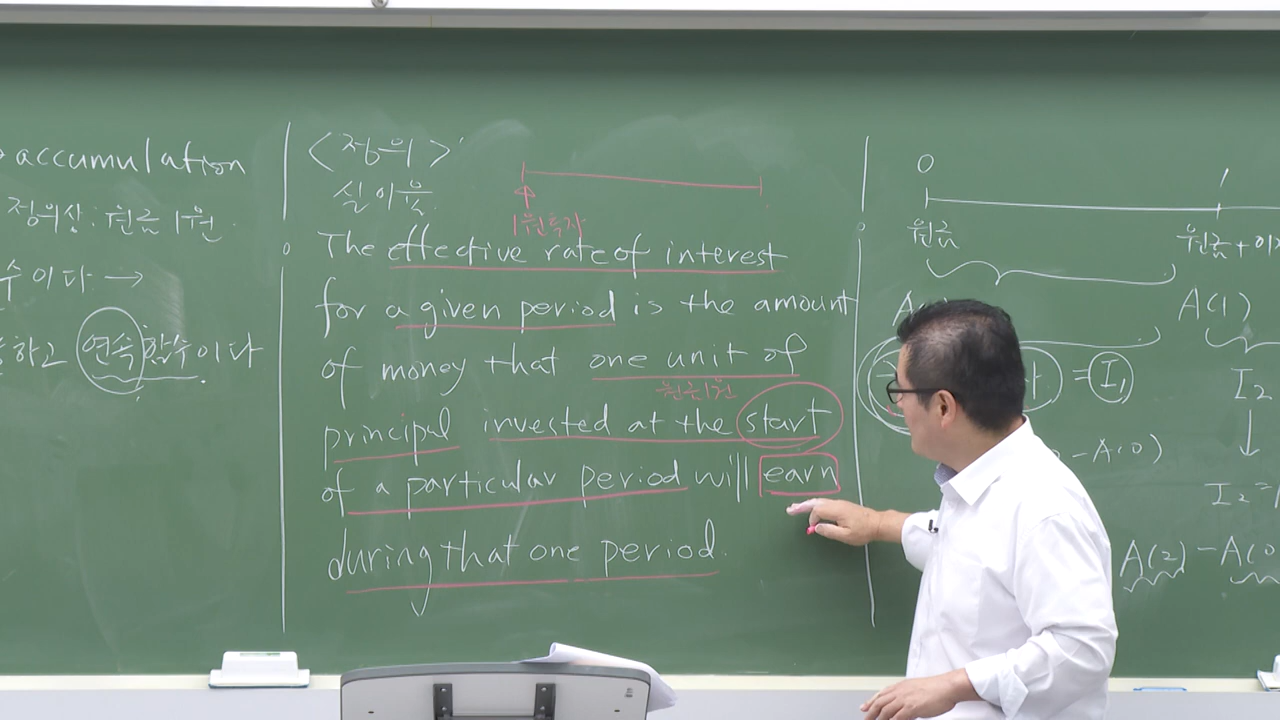 accumulation
정의상: 원금 1원.
수이다 →
하고 연속함수이다.
<정의>
실이율
1원투자
The effective rate of interest
for a given period is the amount
of money that one unit of
원금1원
principal invested at the start
of a particular period will earn
during that one period.
0 1
원금 원금+이자
A(1)
= I₁ I₂
- A(0)
I₂ =
A(2) - A(0